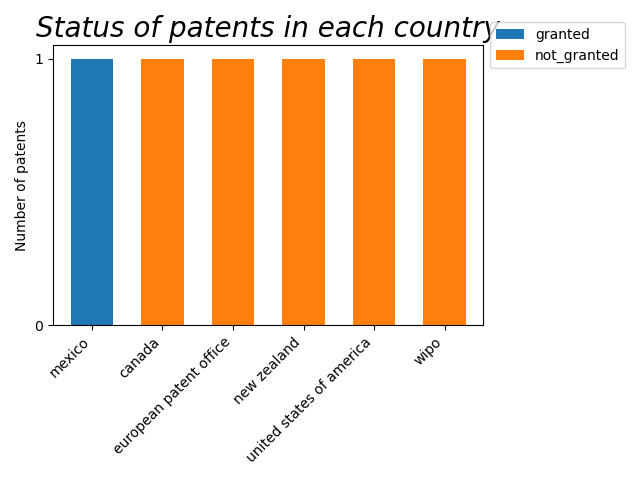 Status of patents in each country
granted
not_granted
Number of patents
1
0
mexico
canada
european patent office
new zealand
united states of america
wipo